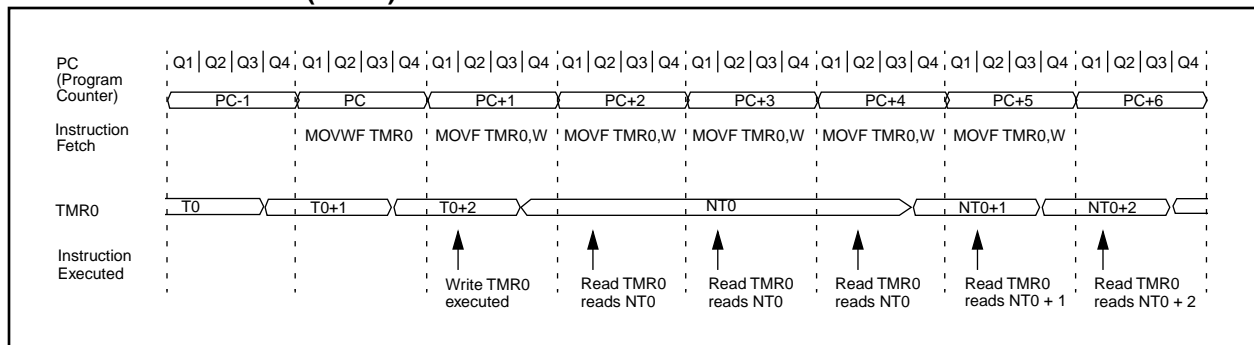 PC
(Program
Counter)
Q1 Q2 Q3 Q4 Q1 Q2 Q3 Q4 Q1 Q2 Q3 Q4 Q1 Q2 Q3 Q4 Q1 Q2 Q3 Q4 Q1 Q2 Q3 Q4 Q1 Q2 Q3 Q4 Q1 Q2 Q3 Q4
PC-1 PC PC+1 PC+2 PC+3 PC+4 PC+5 PC+6
Instruction
Fetch
MOVWF TMR0 MOVF TMR0,W MOVF TMR0,W MOVF TMR0,W MOVF TMR0,W MOVF TMR0,W
TMR0
T0 T0+1 T0+2 NT0 NT0+1 NT0+2
Instruction
Executed
Write TMR0
executed
Read TMR0
reads NT0
Read TMR0
reads NT0
Read TMR0
reads NT0
Read TMR0
reads NT0 + 1
Read TMR0
reads NT0 + 2